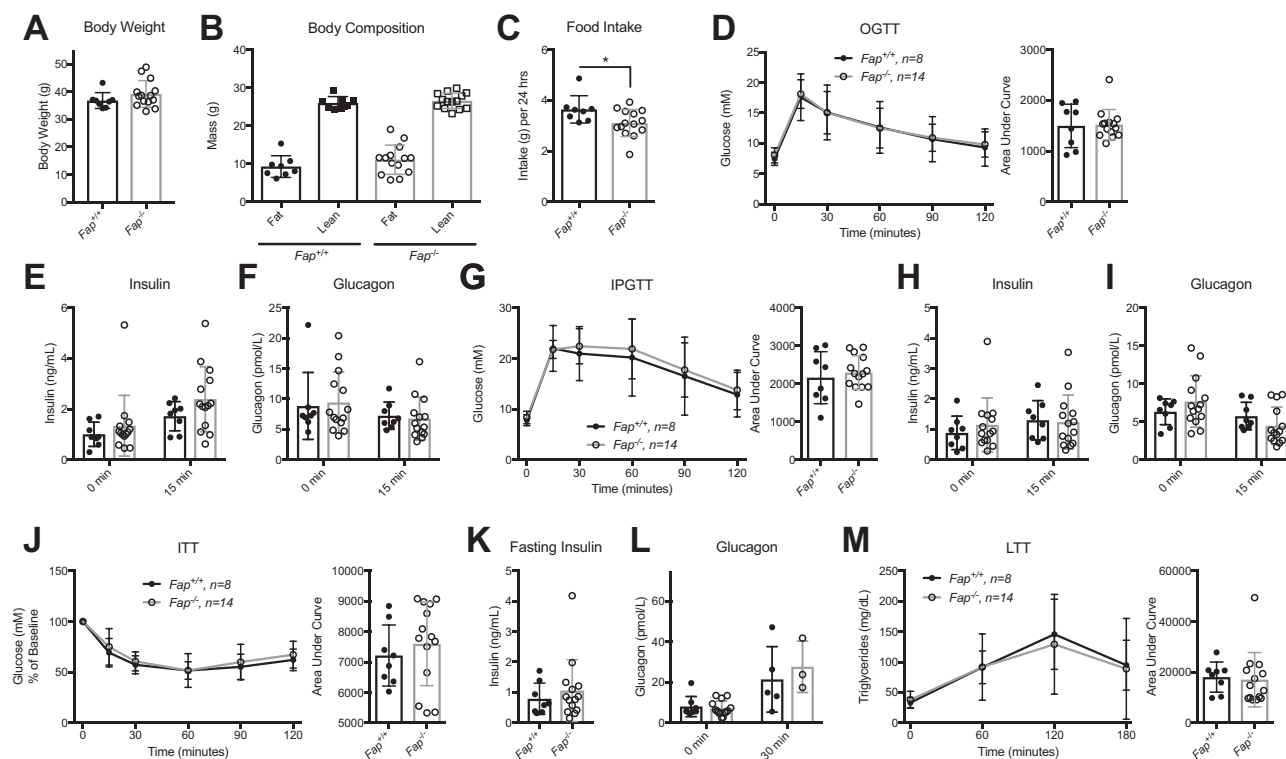 A Body Weight
Body Weight (g)
50
40
30
20
10
0
Fap+/+
Fap-/-
B Body Composition
Mass (g)
40
30
20
10
0
Fat
Lean
Fat
Lean
Fap+/+
Fap-/-
C Food Intake
Intake (g) per 24 hrs
6
4
2
0
*
Fap+/+
Fap-/-
D OGTT
Glucose (mM)
25
20
15
10
5
0
Fap+/+, n=8
Fap-/-, n=14
0 30 60 90 120
Time (minutes)
Area Under Curve
3000
2000
1000
0
Fap+/+
Fap-/-
E Insulin
Insulin (ng/mL)
6
4
2
0
0 min
15 min
F Glucagon
Glucagon (pmol/L)
25
20
15
10
5
0
0 min
15 min
G IPGTT
Glucose (mM)
30
20
10
0
Fap+/+, n=8
Fap-/-, n=14
0 30 60 90 120
Time (minutes)
Area Under Curve
4000
3000
2000
1000
0
Fap+/+
Fap-/-
H Insulin
Insulin (ng/mL)
5
4
3
2
1
0
0 min
15 min
I Glucagon
Glucagon (pmol/L)
20
15
10
5
0
0 min
15 min
J ITT
Glucose (mM)
% of Baseline
150
100
50
0
Fap+/+, n=8
Fap-/-, n=14
0 30 60 90 120
Time (minutes)
Area Under Curve
10000
9000
8000
7000
6000
5000
Fap+/+
Fap-/-
K Fasting Insulin
Insulin (ng/mL)
5
4
3
2
1
0
Fap+/+
Fap-/-
L Glucagon
Glucagon (pmol/L)
60
40
20
0
0 min
30 min
M LTT
Triglycerides (mg/dL)
250
200
150
100
50
0
Fap+/+, n=8
Fap-/-, n=14
0 60 120 180
Time (minutes)
Area Under Curve
60000
40000
20000
0
Fap+/+
Fap-/-